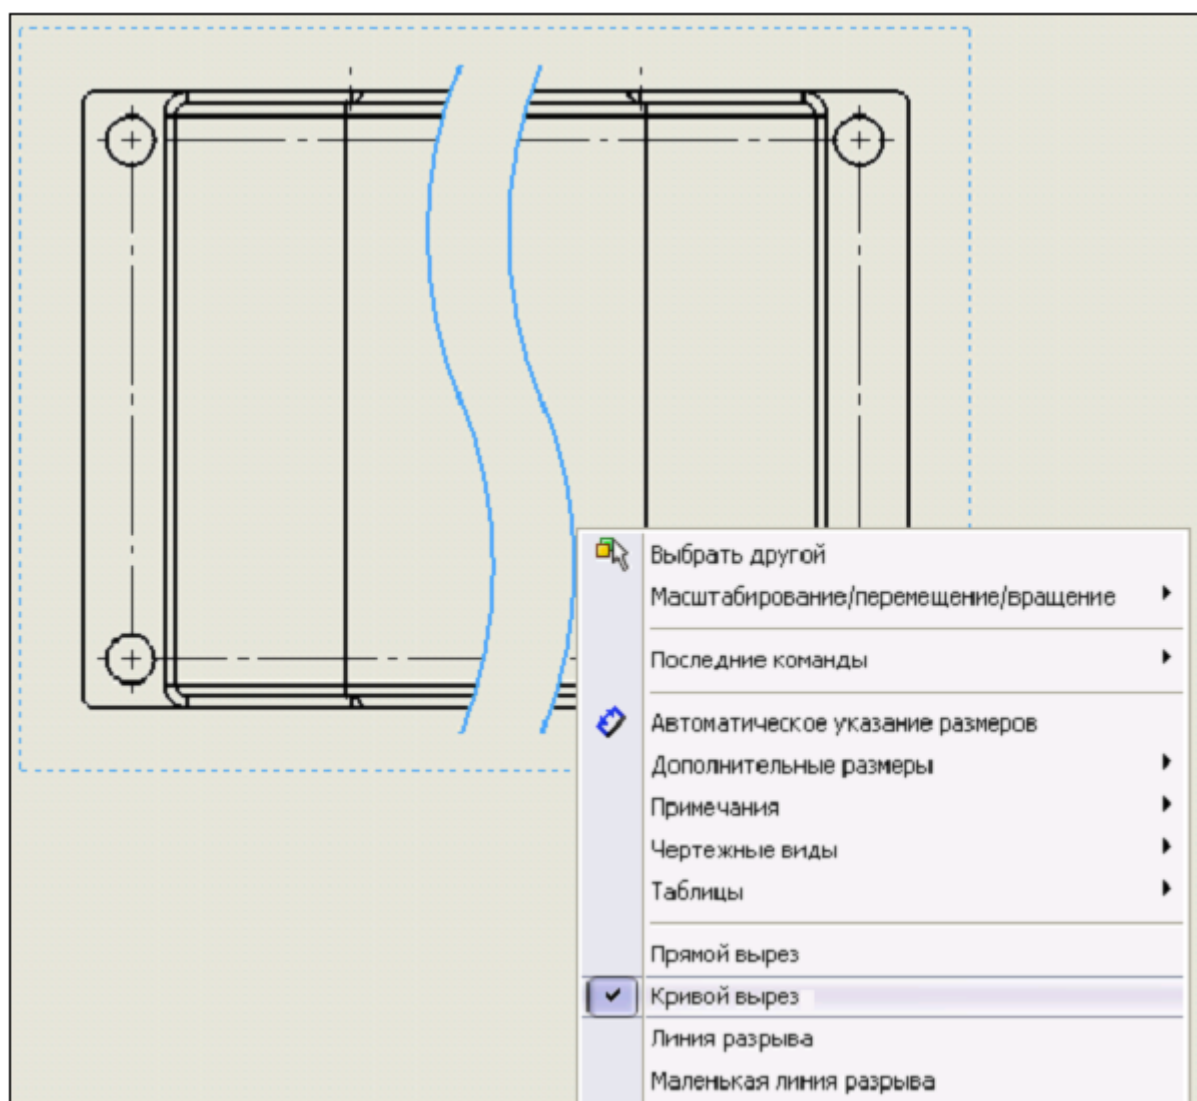 Выбрать другой
Масштабирование/перемещение/вращение
Последние команды
Автоматическое указание размеров
Дополнительные размеры
Примечания
Чертежные виды
Таблицы
Прямой вырез
Кривой вырез
Линия разрыва
Маленькая линия разрыва